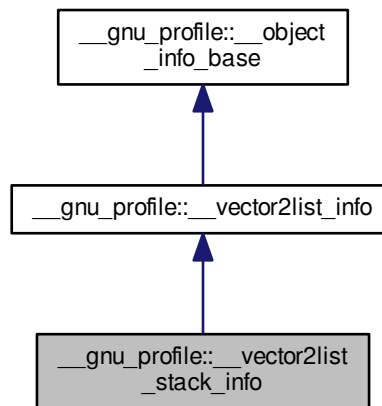 __gnu_profile::__object
_info_base
__gnu_profile::__vector2list_info
__gnu_profile::__vector2list
_stack_info